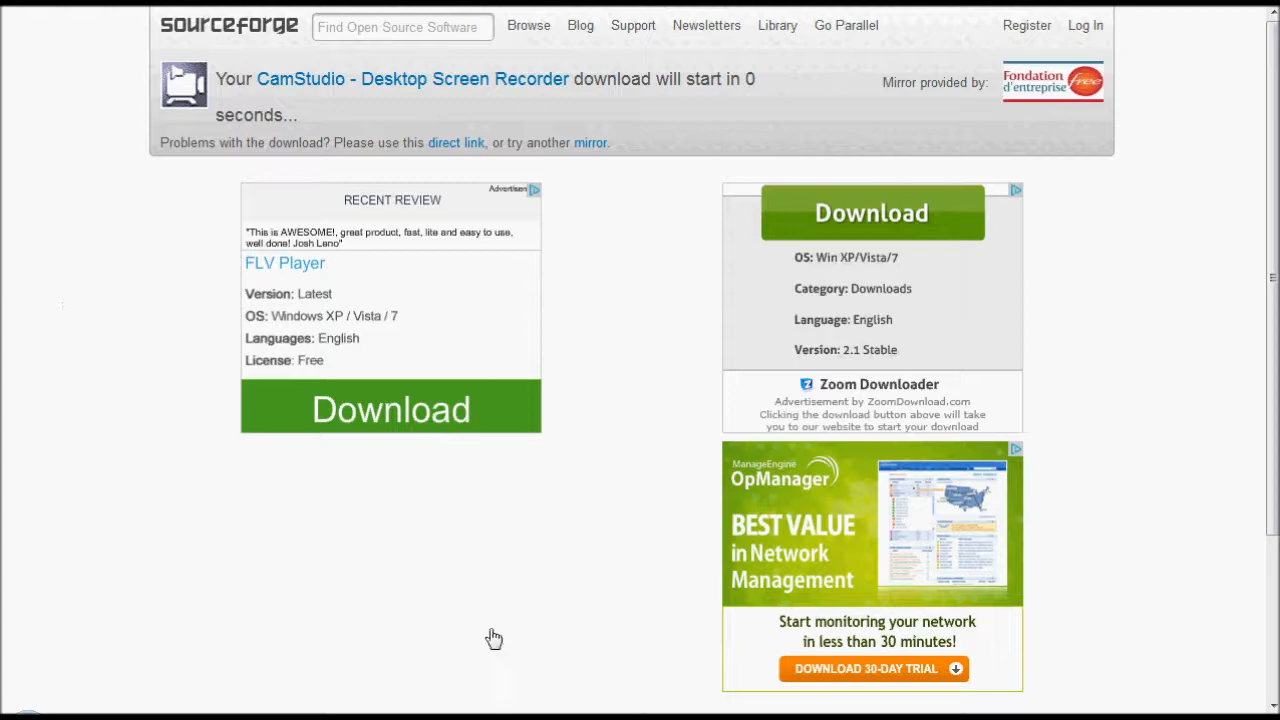 sourceforge
Find Open Source Software
Browse
Blog
Support
Newsletters
Library
Go Parallel
Register
Log In
Your CamStudio - Desktop Screen Recorder download will start in 0
seconds...
Mirror provided by:
Fondation
d'entreprise
free
Problems with the download? Please use this direct link, or try another mirror.
Advertisen
RECENT REVIEW
"This is AWESOME!, great product, fast, lite and easy to use,
well done! Josh Leno"
FLV Player
Version: Latest
OS: Windows XP / Vista / 7
Languages: English
License: Free
Download
Download
OS: Win XP/Vista/7
Category: Downloads
Language: English
Version: 2.1 Stable
Zoom Downloader
Advertisement by ZoomDownload.com
Clicking the download button above will take
you to our website to start your download
ManageEngine
OpManager
BEST VALUE
in Network
Management
Start monitoring your network
in less than 30 minutes!
DOWNLOAD 30-DAY TRIAL